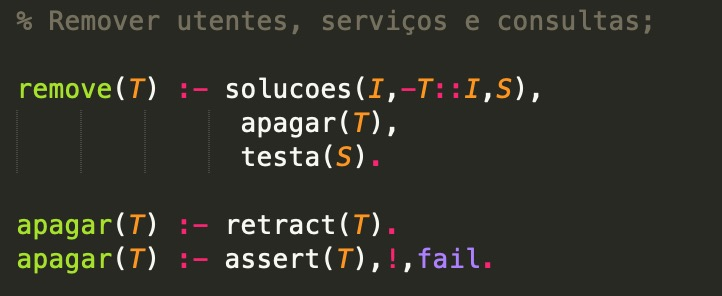 % Remover utentes, serviços e consultas;
remove(T) :- solucoes(I,-T::I,S),
apagar(T),
testa(S).
apagar(T) :- retract(T).
apagar(T) :- assert(T),!,fail.